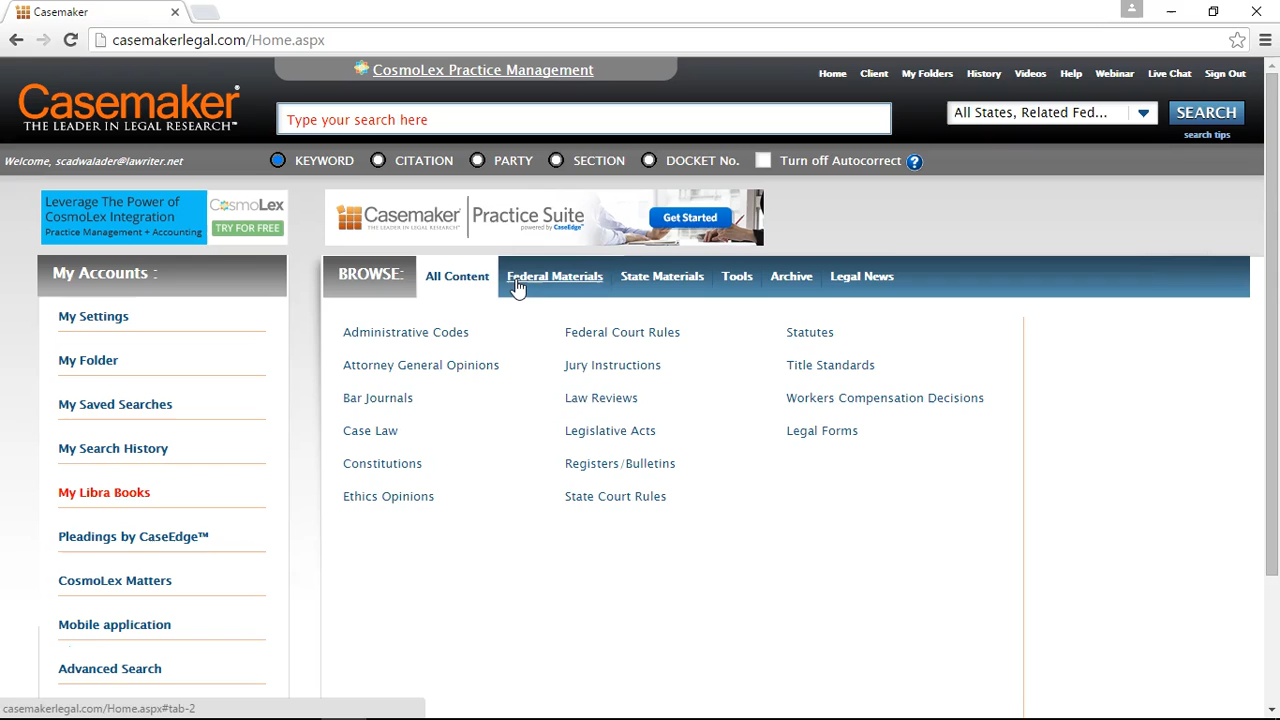 Casemaker
casemakerlegal.com/Home.aspx
CosmoLex Practice Management
Home Client My Folders History Videos Help Webinar Live Chat Sign Out
Casemaker
THE LEADER IN LEGAL RESEARCH™
Type your search here
All States, Related Fed...
SEARCH
search tips
Welcome, scadwalader@lawriter.net
KEYWORD CITATION PARTY SECTION DOCKET No. Turn off Autocorrect ?
Leverage The Power of
CosmoLex Integration
Practice Management + Accounting
CosmoLex
TRY FOR FREE
Casemaker
THE LEADER IN LEGAL RESEARCH™
Practice Suite
powered by CaseEdge™
Get Started
My Accounts :
My Settings
My Folder
My Saved Searches
My Search History
My Libra Books
Pleadings by CaseEdge™
CosmoLex Matters
Mobile application
Advanced Search
BROWSE: All Content Federal Materials State Materials Tools Archive Legal News
Administrative Codes
Attorney General Opinions
Bar Journals
Case Law
Constitutions
Ethics Opinions
Federal Court Rules
Jury Instructions
Law Reviews
Legislative Acts
Registers/Bulletins
State Court Rules
Statutes
Title Standards
Workers Compensation Decisions
Legal Forms
casemakerlegal.com/Home.aspx#tab-2